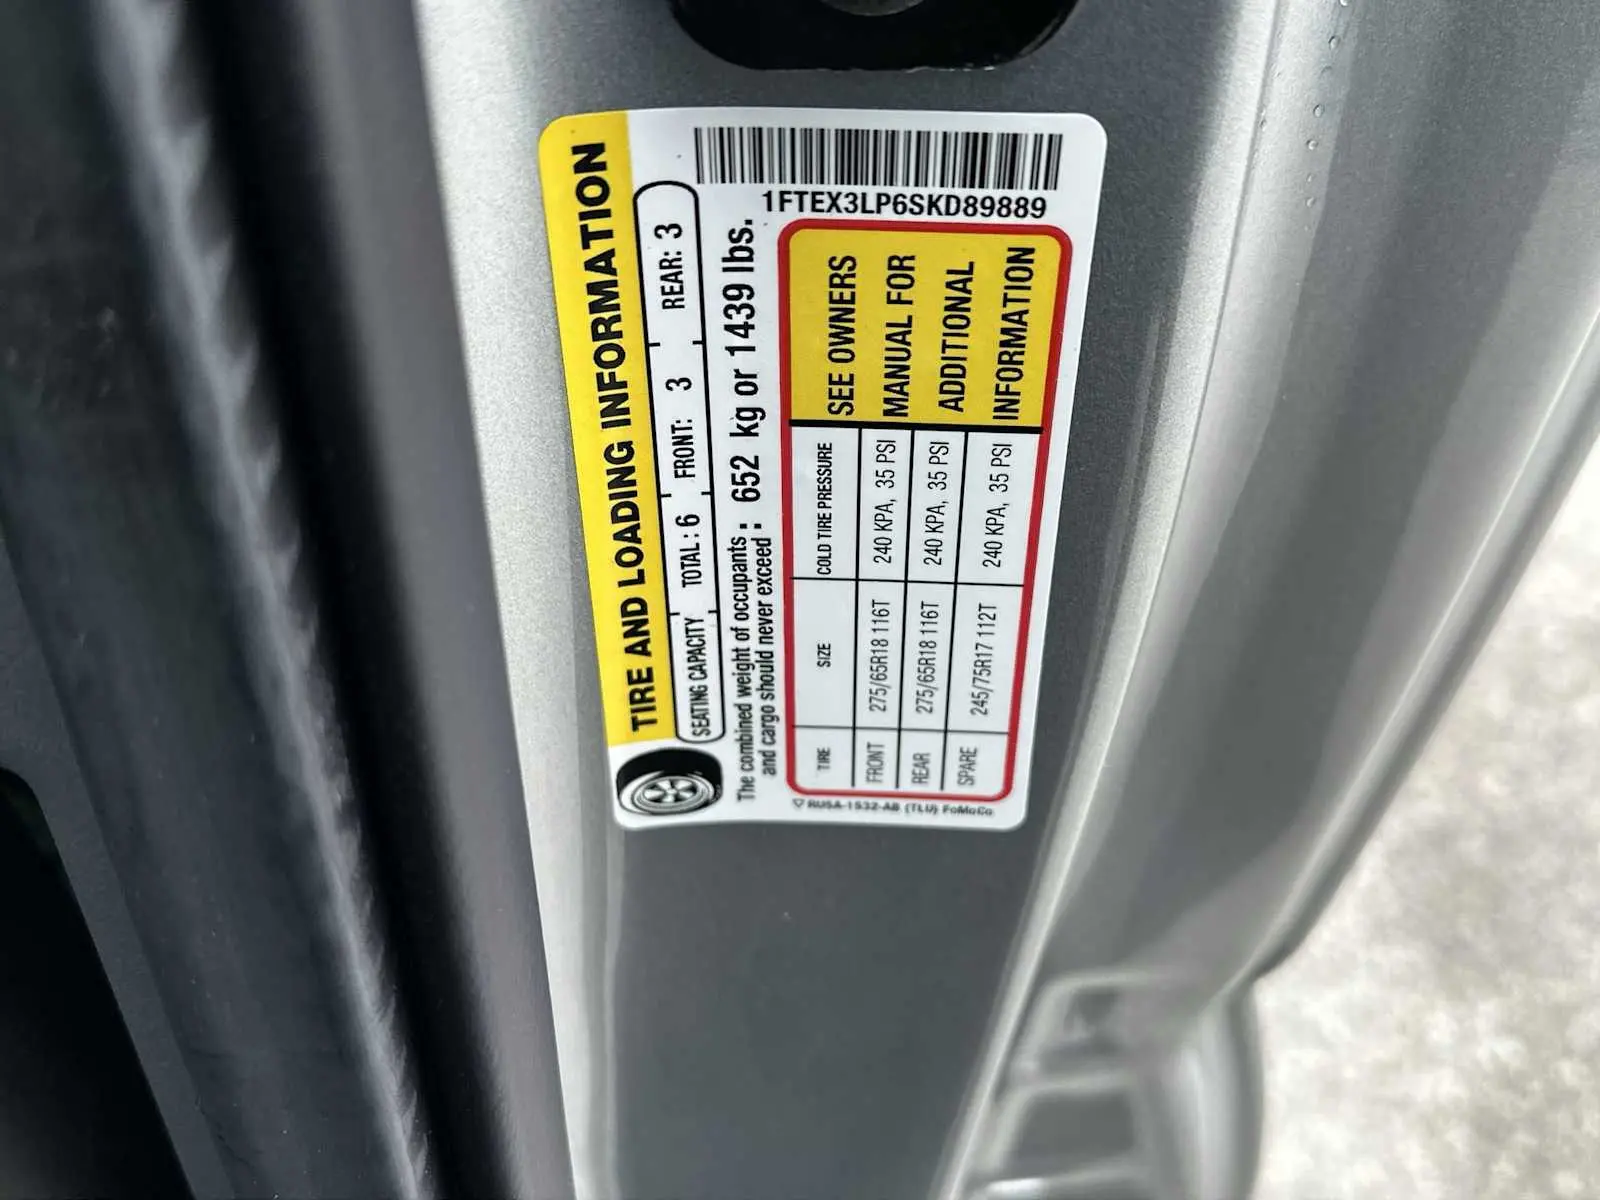 1FTEX3LP6SKD89889
TIRE AND LOADING INFORMATION
SEATING CAPACITY TOTAL: 6 FRONT: 3 REAR: 3
The combined weight of occupants
and cargo should never exceed : 652 kg or 1439 lbs.
TIRE SIZE COLD TIRE PRESSURE
FRONT 275/65R18 116T 240 KPA, 35 PSI
REAR 275/65R18 116T 240 KPA, 35 PSI
SPARE 245/75R17 112T 240 KPA, 35 PSI
SEE OWNERS
MANUAL FOR
ADDITIONAL
INFORMATION
RU5A-1532-AB (TLU) FoMoCo